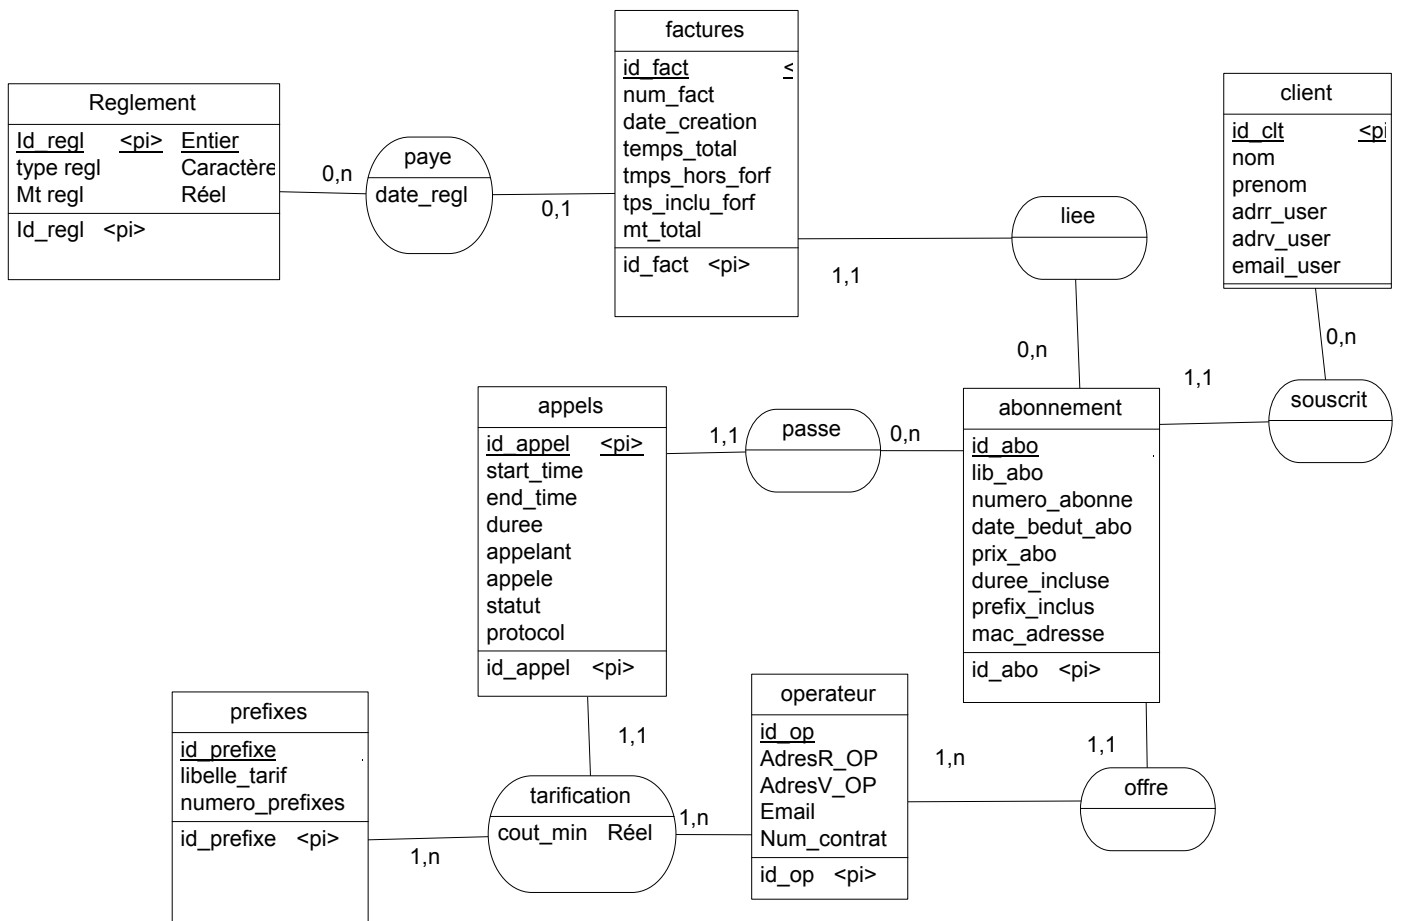 factures
id_fact <
num_fact
date_creation
temps_total
tmps_hors_forf
tps_inclu_forf
mt_total
id_fact <pi>
Reglement
Id_regl <pi> Entier
type regl Caractère
Mt regl Réel
Id_regl <pi>
0,n
paye
date_regl
0,1
client
id_clt <pi
nom
prenom
adrr_user
adrv_user
email_user
liee
1,1
0,n
0,n
1,1
souscrit
appels
id_appel <pi>
start_time
end_time
duree
appelant
appele
statut
protocol
id_appel <pi>
1,1
passe
0,n
abonnement
id_abo
lib_abo
numero_abonne
date_bedut_abo
prix_abo
duree_incluse
prefix_inclus
mac_adresse
id_abo <pi>
prefixes
id_prefixe
libelle_tarif
numero_prefixes
id_prefixe <pi>
1,n
1,1
tarification
cout_min Réel
1,n
operateur
id_op
AdresR_OP
AdresV_OP
Email
Num_contrat
id_op <pi>
1,n
1,1
offre